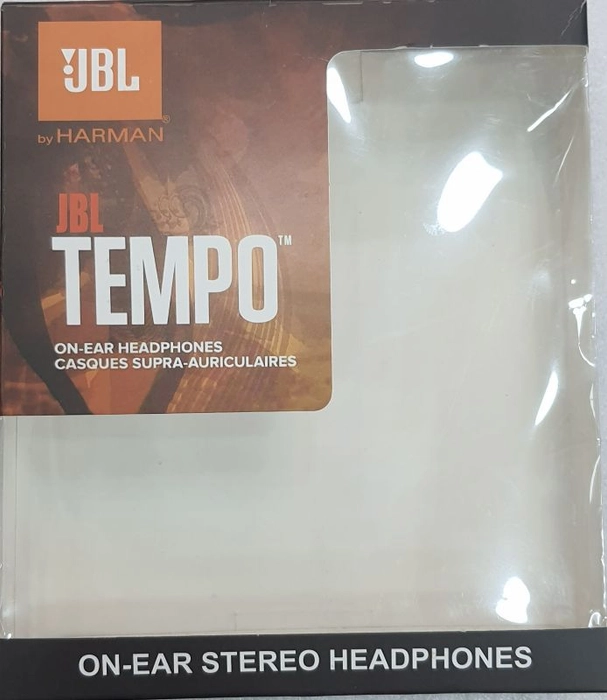 JBL
®
by HARMAN
JBL
TEMPO™
ON-EAR HEADPHONES
CASQUES SUPRA-AURICULAIRES
ON-EAR STEREO HEADPHONES